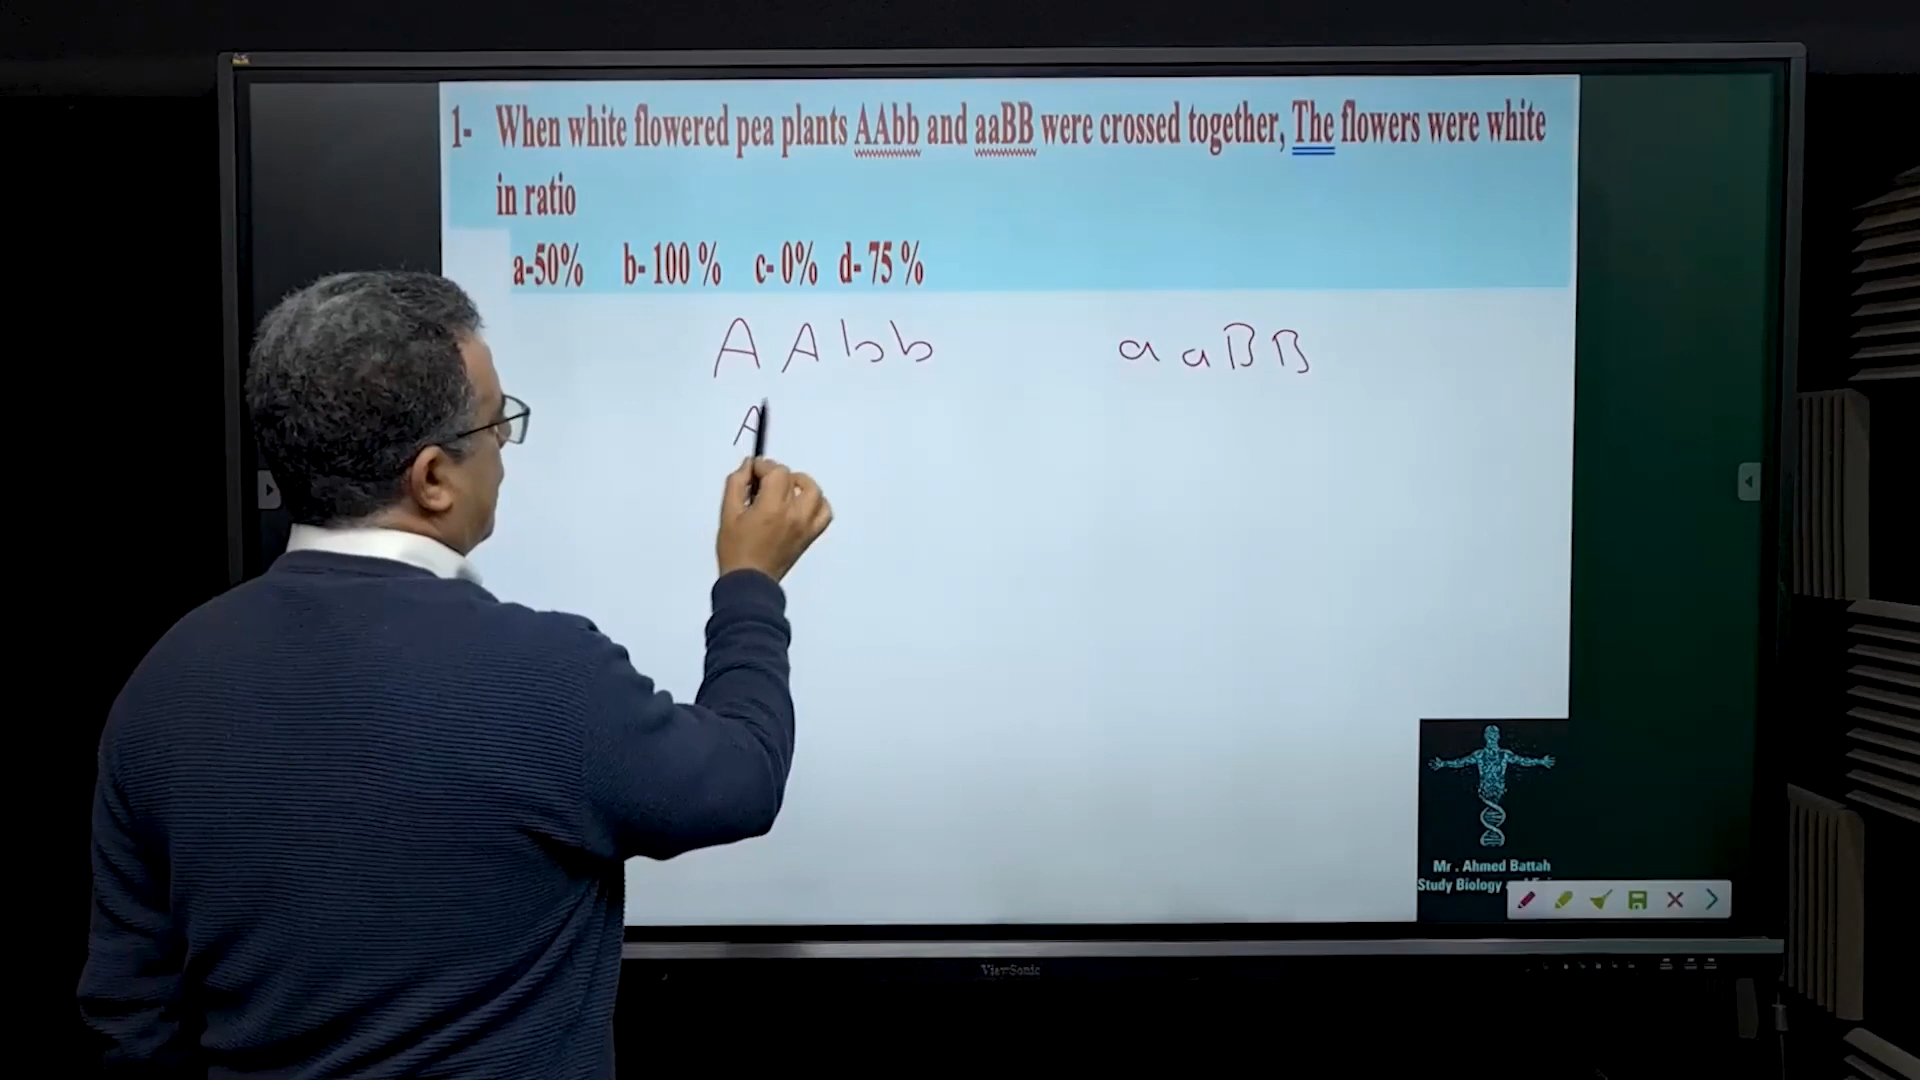 1- When white flowered pea plants AAbb and aaBB were crossed together, The flowers were white
in ratio
a-50% b- 100 % c- 0% d- 75 %
A A b b a a B B
A
Mr . Ahmed Battah
Study Biology
ViewSonic